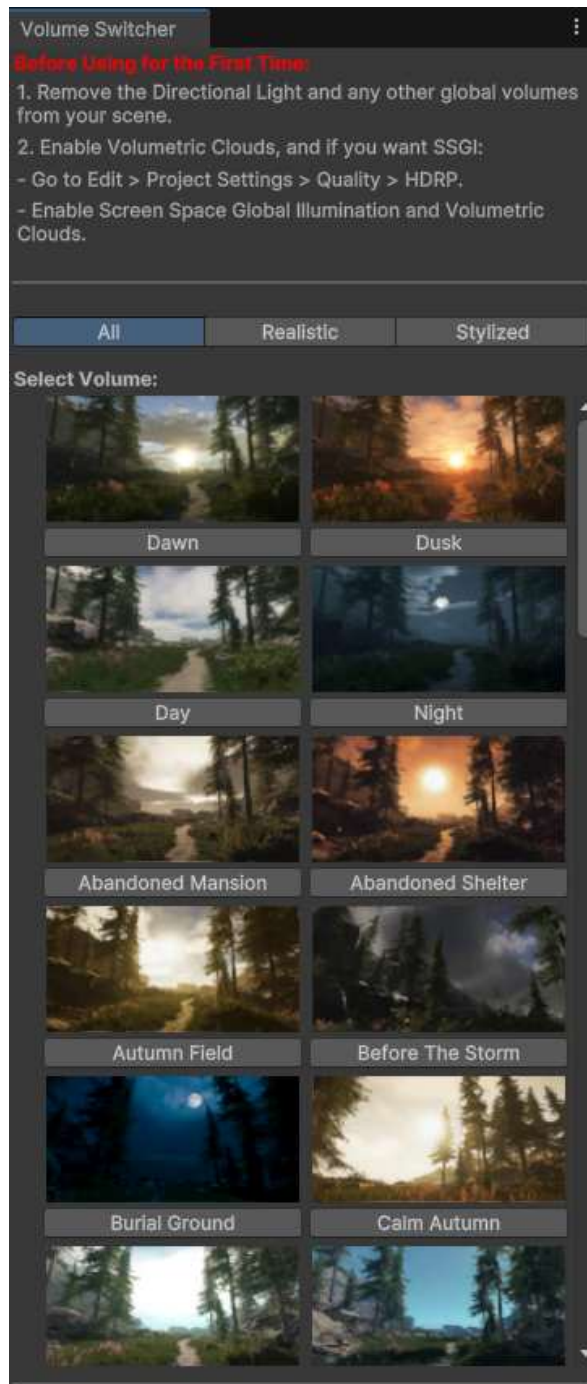 Volume Switcher
Before Using for the First Time:
1. Remove the Directional Light and any other global volumes
from your scene.
2. Enable Volumetric Clouds, and if you want SSGI:
- Go to Edit > Project Settings > Quality > HDRP.
- Enable Screen Space Global Illumination and Volumetric
Clouds.
All Realistic Stylized
Select Volume:
Dawn Dusk
Day Night
Abandoned Mansion Abandoned Shelter
Autumn Field Before The Storm
Burial Ground Calm Autumn